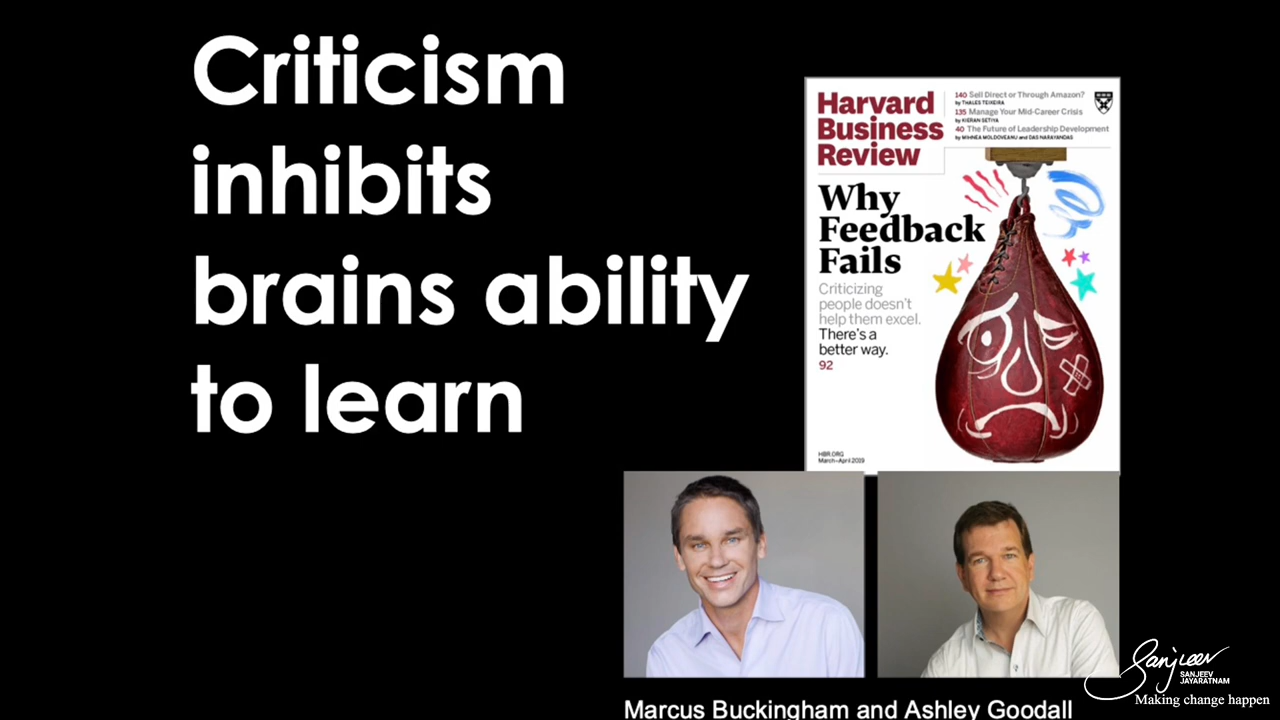 Criticism
inhibits
brains ability
to learn
Harvard
Business
Review
140 Sell Direct or Through Amazon?
by THALES TEIXEIRA
135 Manage Your Mid-Career Crisis
by KIERAN SETIYA
40 The Future of Leadership Development
by MIHNEA MOLDOVEANU and DAS NARAYANDAS
Why
Feedback
Fails
Criticizing
people doesn't
help them excel.
There's a
better way.
92
HBR.ORG
March–April 2019
Marcus Buckingham and Ashley Goodall
Sanjeev
SANJEEV
JAYARATNAM
Making change happen